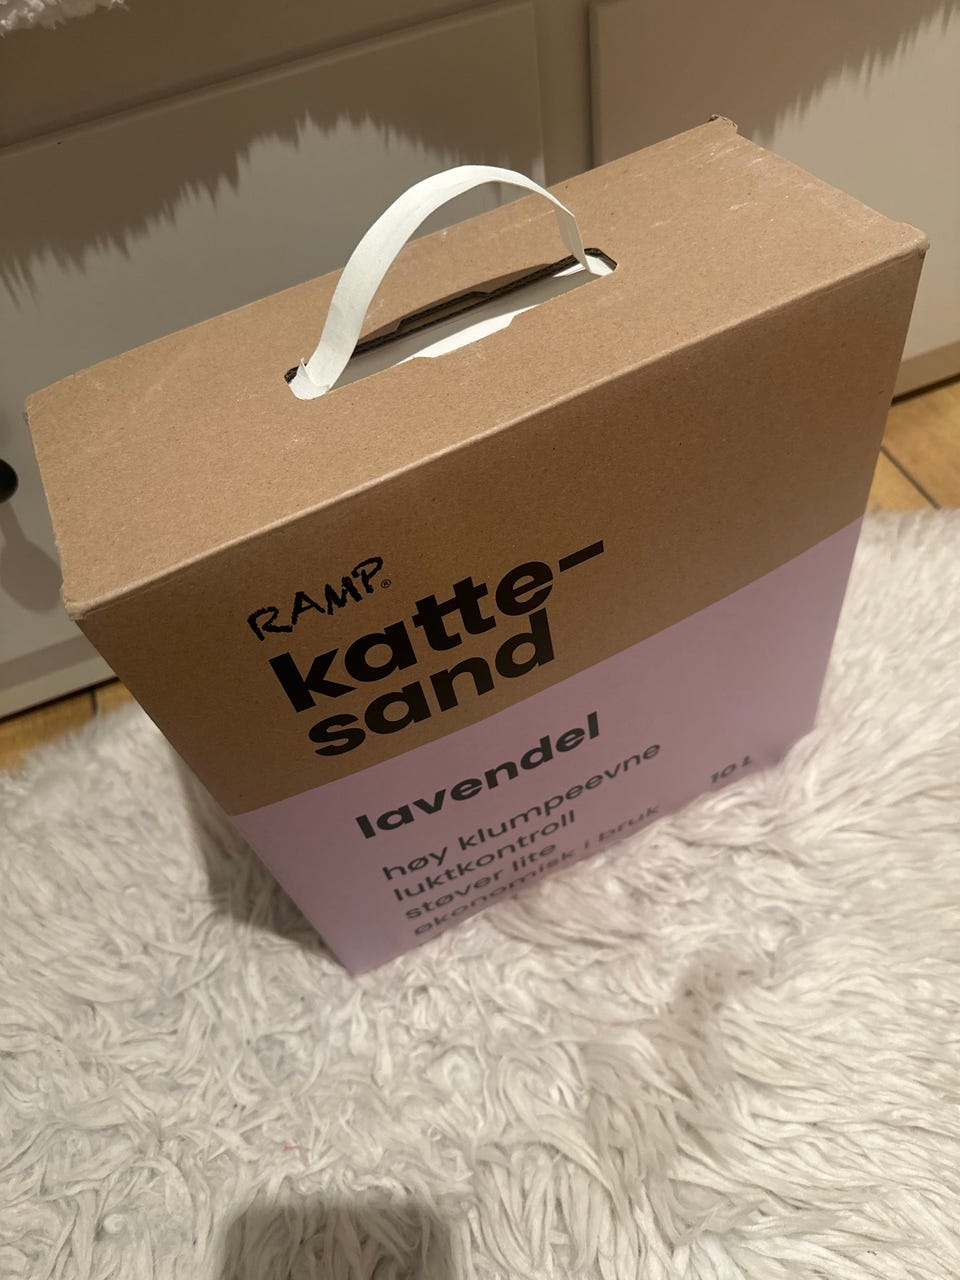 RAMP®
katte-
sand
lavendel
høy klumpeevne
luktkontroll
støver lite
økonomisk i bruk
10 L